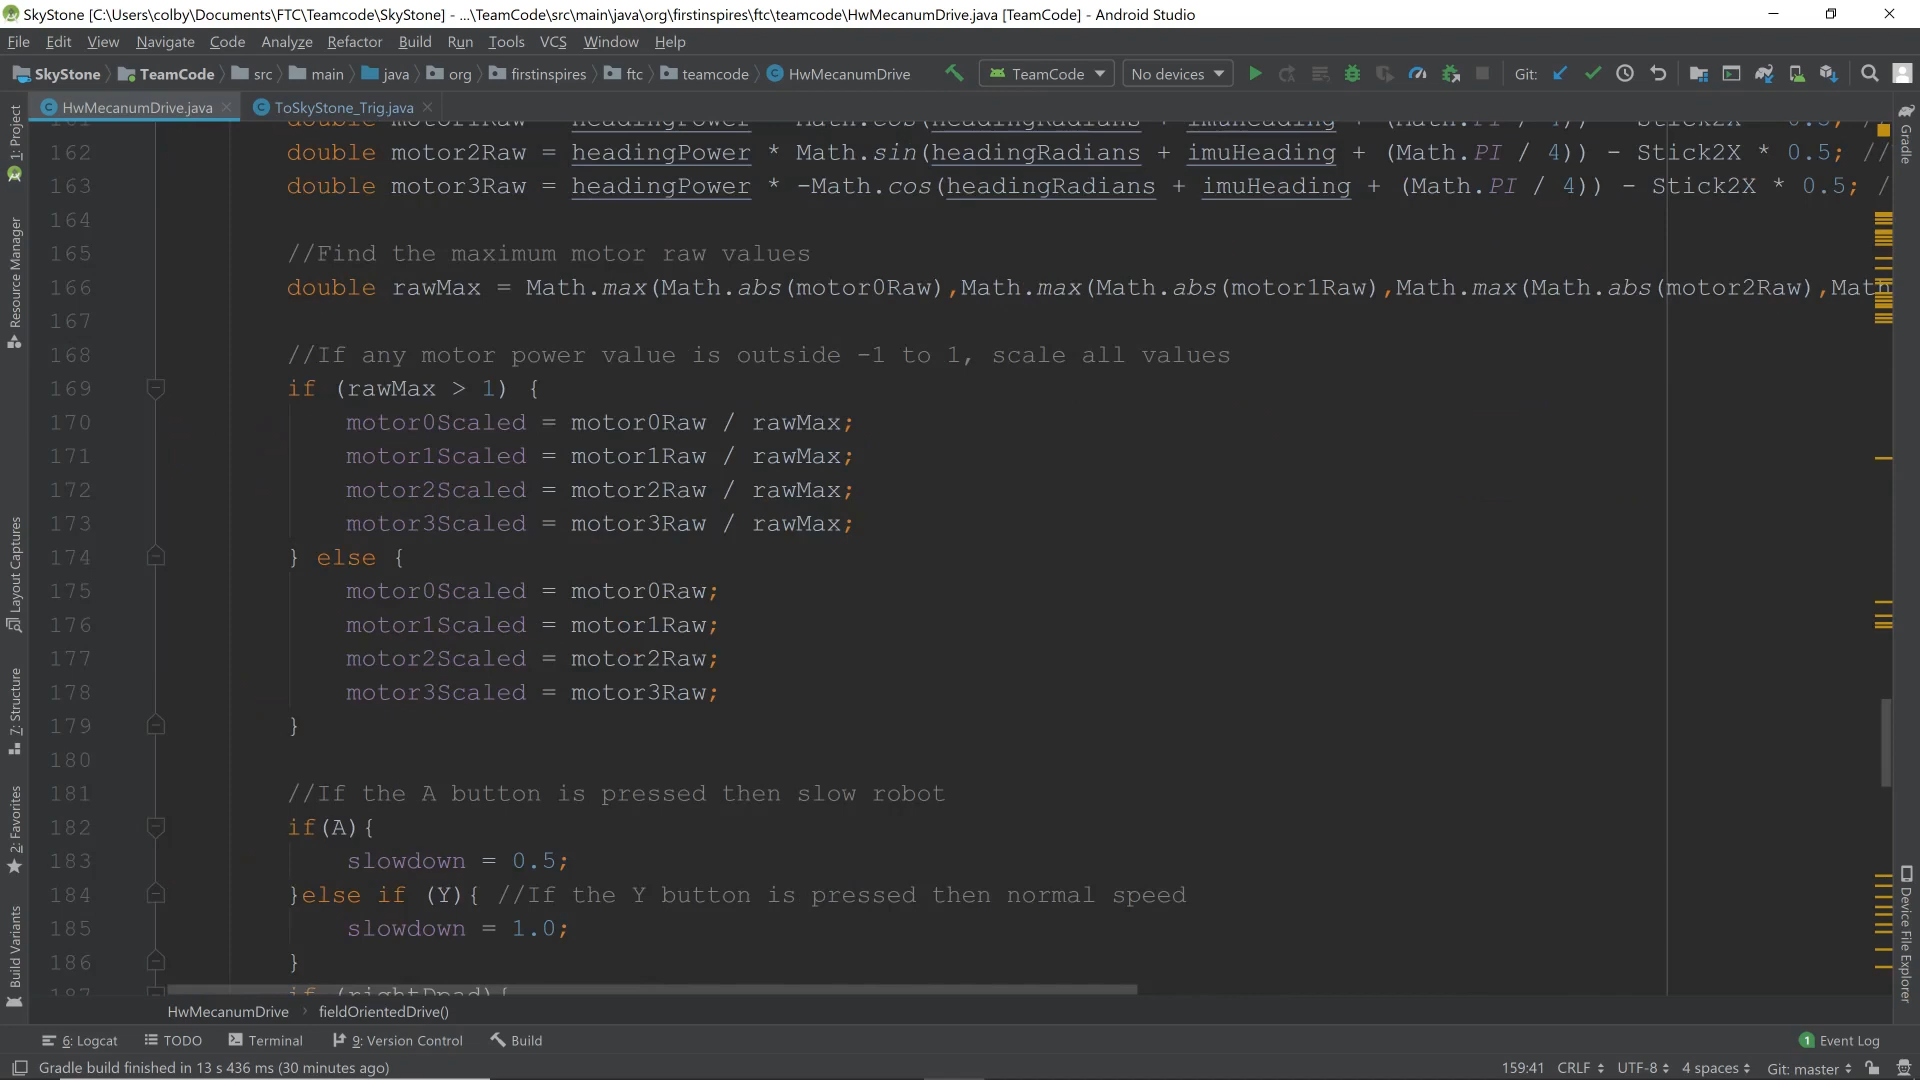 SkyStone [C:\Users\colby\Documents\FTC\Teamcode\SkyStone] - ...\TeamCode\src\main\java\org\firstinspires\ftc\teamcode\HwMecanumDrive.java [TeamCode] - Android Studio
File Edit View Navigate Code Analyze Refactor Build Run Tools VCS Window Help
SkyStone TeamCode src main java org firstinspires ftc teamcode HwMecanumDrive TeamCode No devices Git:
HwMecanumDrive.java ToSkyStone_Trig.java
161 double motor1Raw = headingPower * -Math.cos(headingRadians + imuHeading + (Math.PI / 4)) - Stick2X * 0.5; //
162 double motor2Raw = headingPower * Math.sin(headingRadians + imuHeading + (Math.PI / 4)) - Stick2X * 0.5; //
163 double motor3Raw = headingPower * -Math.cos(headingRadians + imuHeading + (Math.PI / 4)) - Stick2X * 0.5; /
164
165 //Find the maximum motor raw values
166 double rawMax = Math.max(Math.abs(motor0Raw),Math.max(Math.abs(motor1Raw),Math.max(Math.abs(motor2Raw),Math
167
168 //If any motor power value is outside -1 to 1, scale all values
169 if (rawMax > 1) {
170 motor0Scaled = motor0Raw / rawMax;
171 motor1Scaled = motor1Raw / rawMax;
172 motor2Scaled = motor2Raw / rawMax;
173 motor3Scaled = motor3Raw / rawMax;
174 } else {
175 motor0Scaled = motor0Raw;
176 motor1Scaled = motor1Raw;
177 motor2Scaled = motor2Raw;
178 motor3Scaled = motor3Raw;
179 }
180
181 //If the A button is pressed then slow robot
182 if(A){
183 slowdown = 0.5;
184 }else if (Y){ //If the Y button is pressed then normal speed
185 slowdown = 1.0;
186 }
187 if (rightDpad){
HwMecanumDrive fieldOrientedDrive()
6: Logcat TODO Terminal 9: Version Control Build 1 Event Log
Gradle build finished in 13 s 436 ms (30 minutes ago) 159:41 CRLF UTF-8 4 spaces Git: master
1: Project
Resource Manager
Layout Captures
7: Structure
2: Favorites
Build Variants
Gradle
Device File Explorer